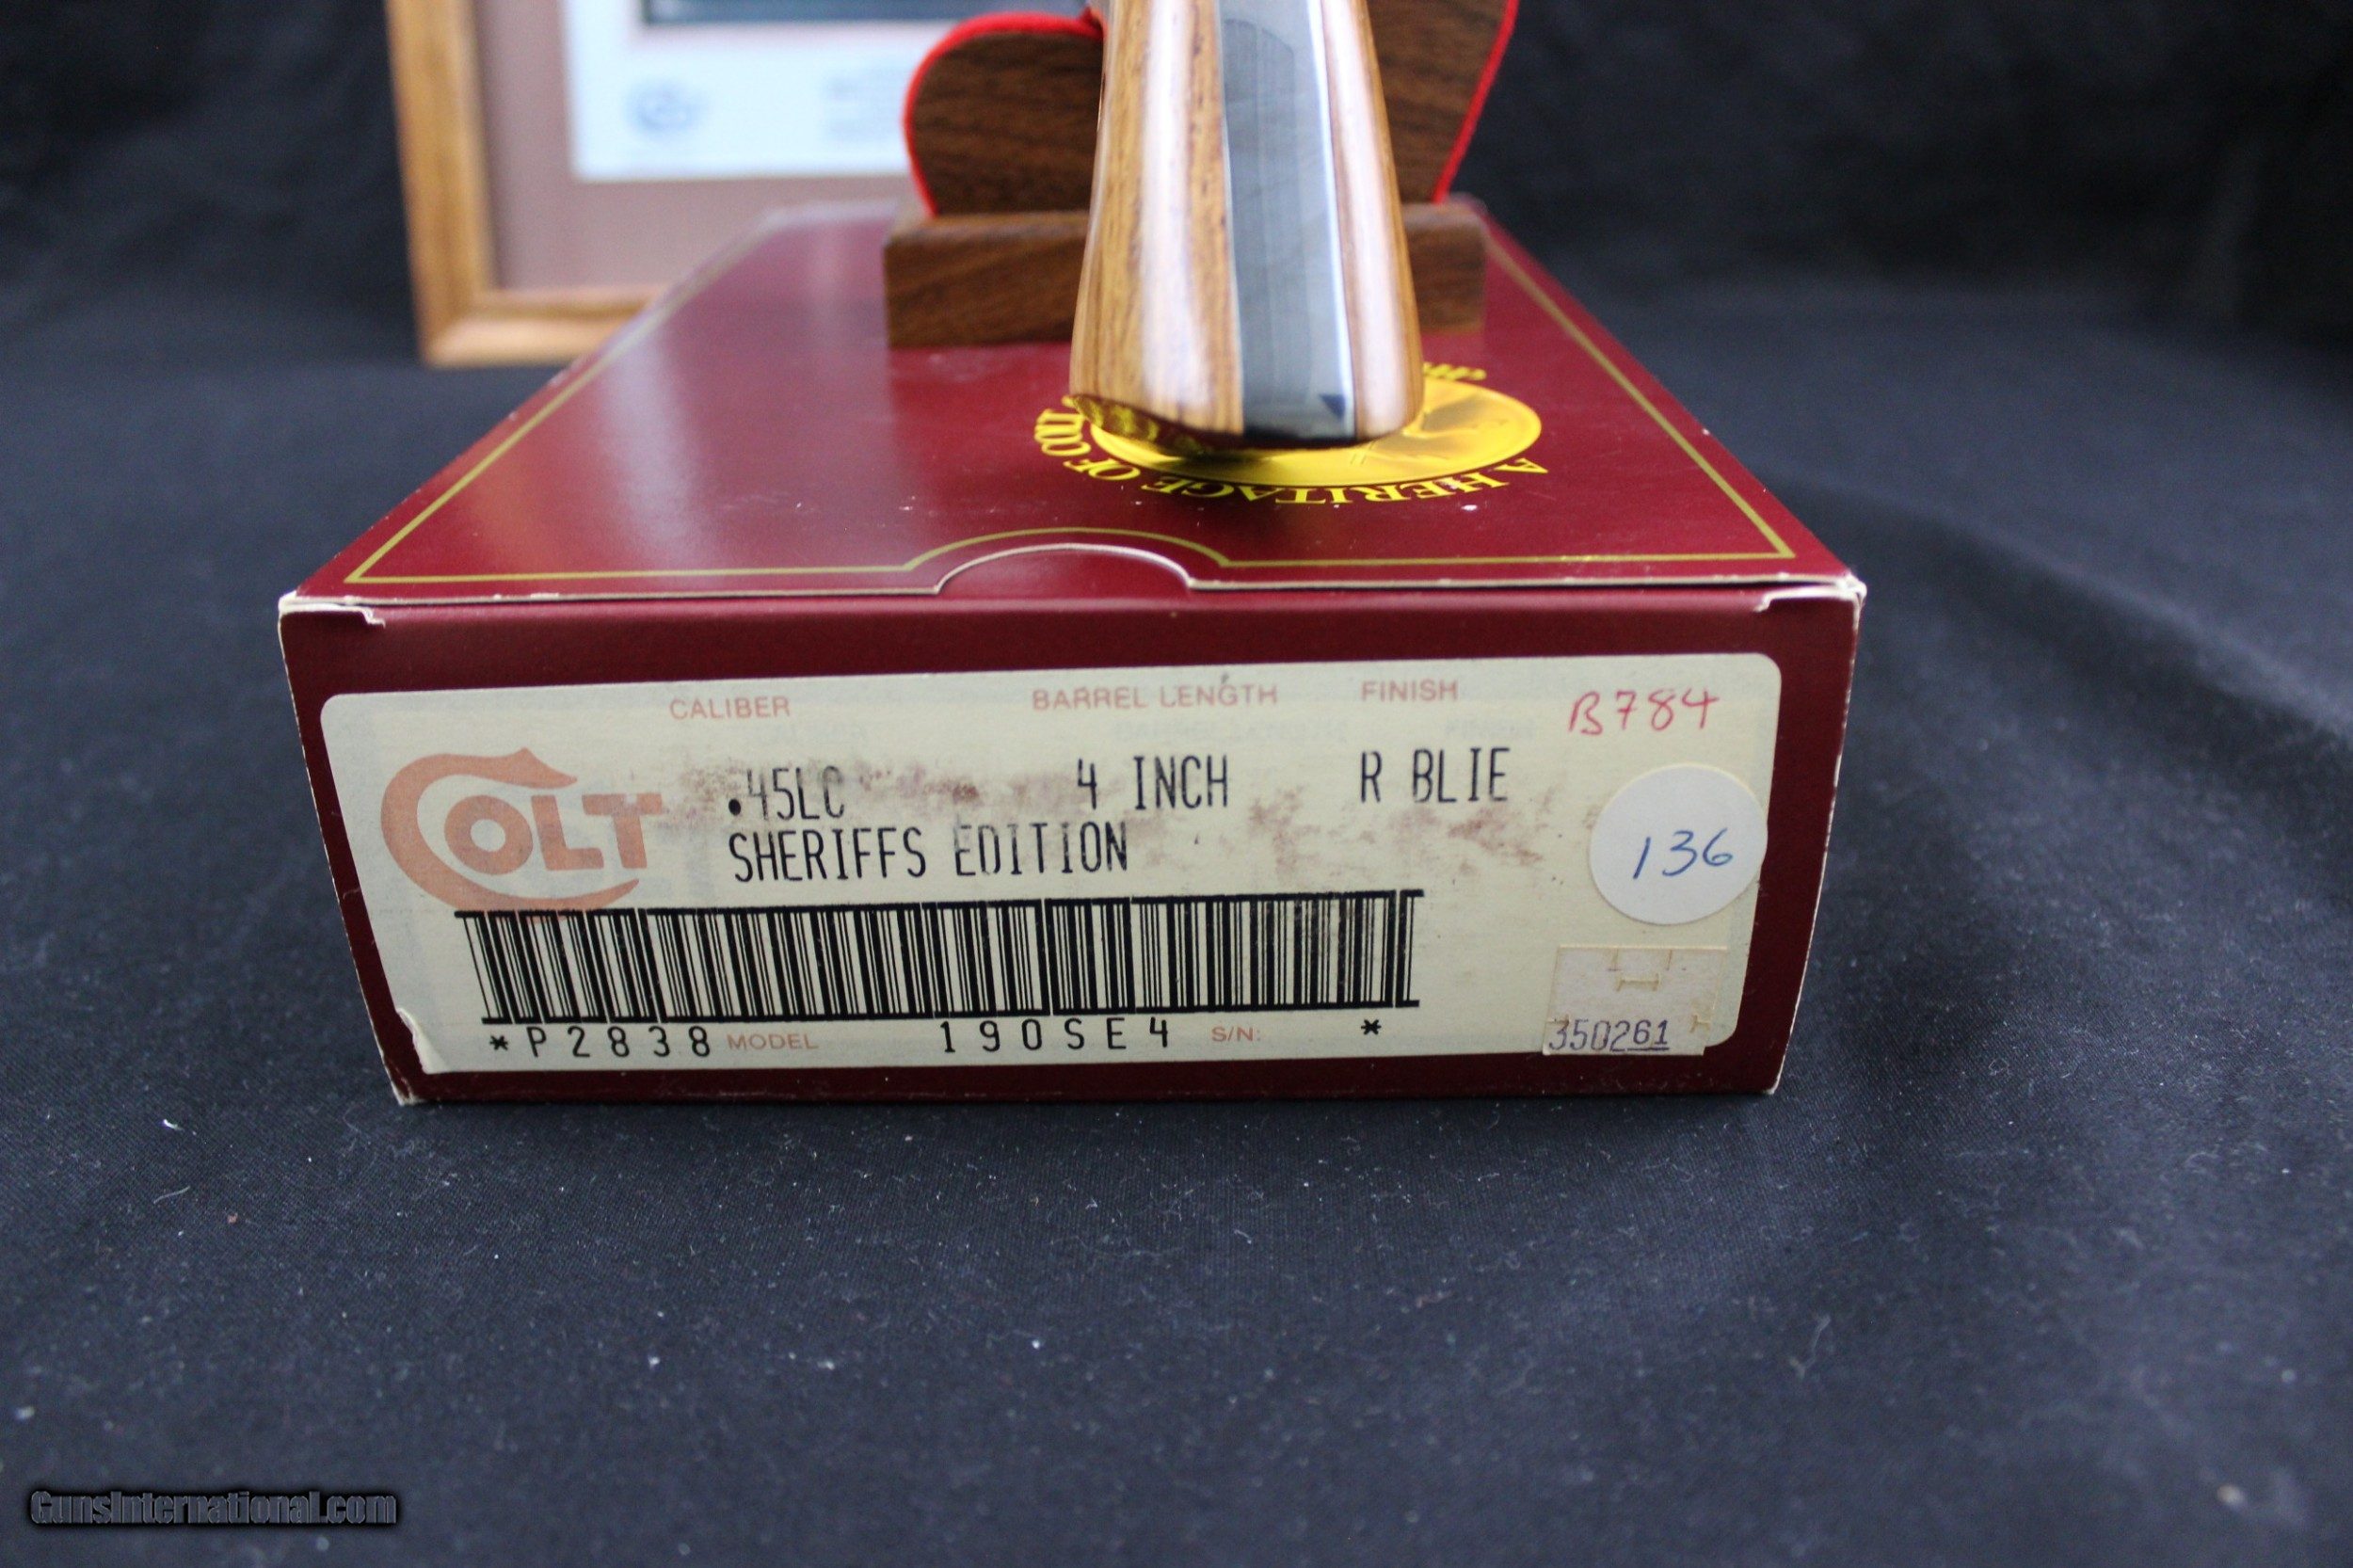 A HERITAGE OF
CALIBER BARREL LENGTH FINISH B784
COLT
.45LC 4 INCH R BLIE
SHERIFFS EDITION
136
*P2838 MODEL 190SE4 S/N: *
350261
GunsInternational.com